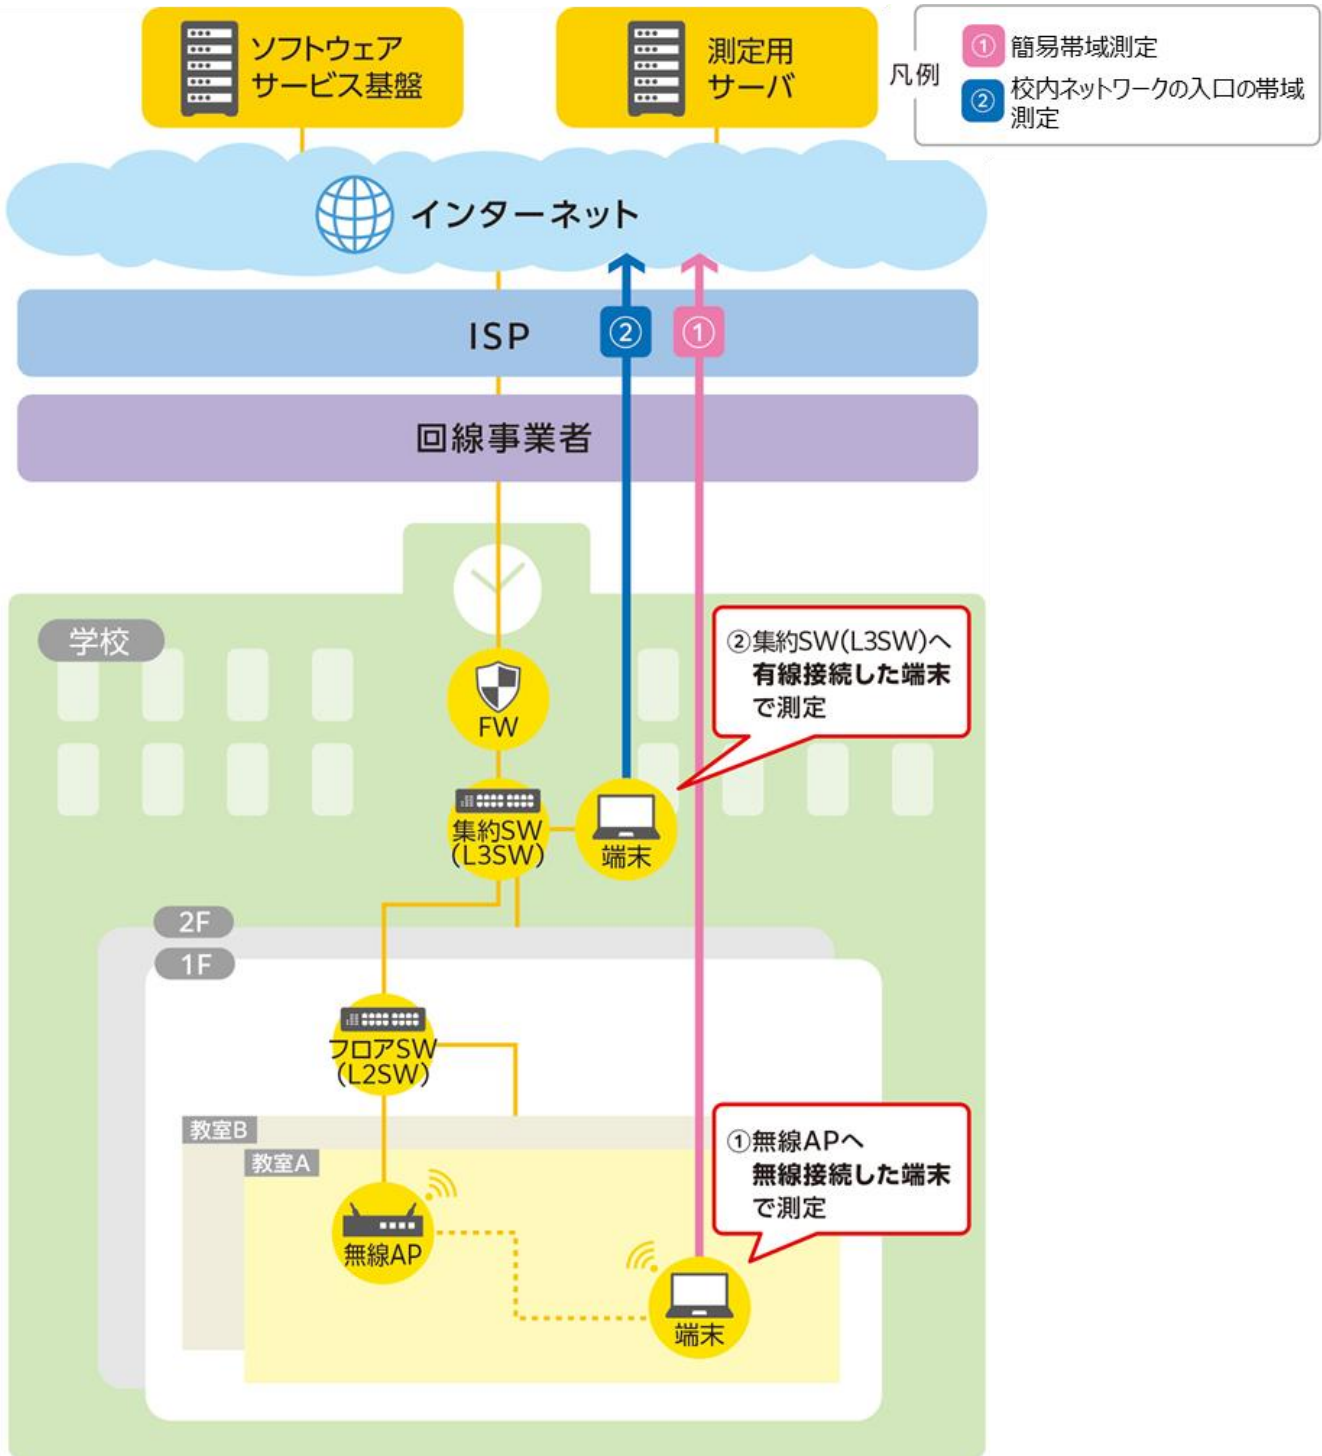 ソフトウェア
サービス基盤
測定用
サーバ
凡例
① 簡易帯域測定
② 校内ネットワークの入口の帯域
測定
インターネット
ISP
②
①
回線事業者
学校
②集約SW(L3SW)へ
有線接続した端末
で測定
FW
集約SW
(L3SW)
端末
2F
1F
フロアSW
(L2SW)
教室B
教室A
①無線APへ
無線接続した端末
で測定
無線AP
端末